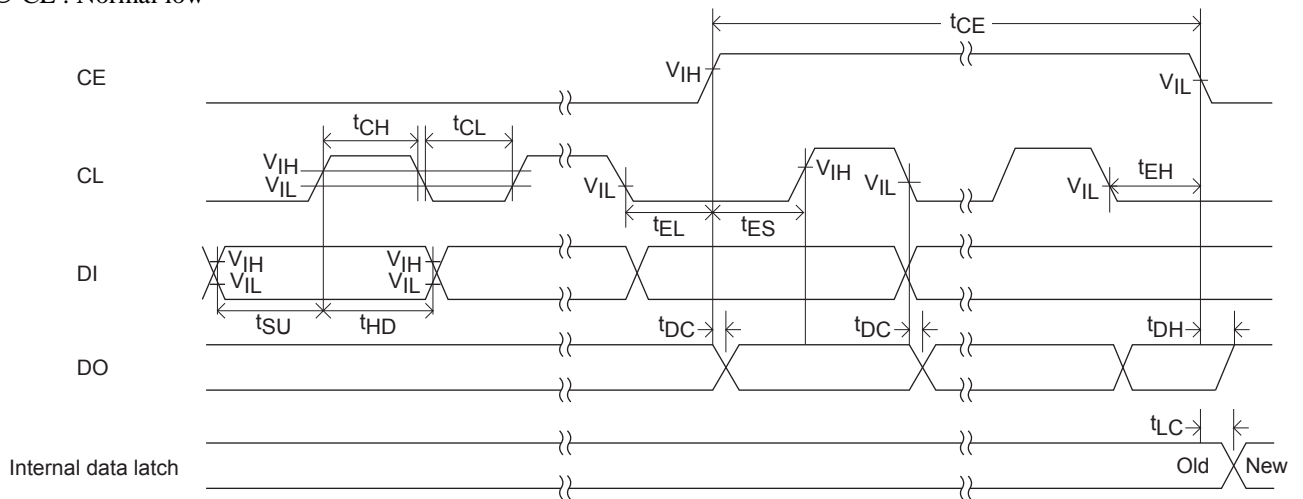 CE : Normal low
tCE
CE
VIH
VIL
tCH
tCL
VIH
VIL
CL
VIL
VIH
VIL
VIL
tEH
tEL
tES
DI
VIH
VIL
VIH
VIL
tSU
tHD
tDC
tDC
tDH
DO
tLC
Internal data latch
Old
New